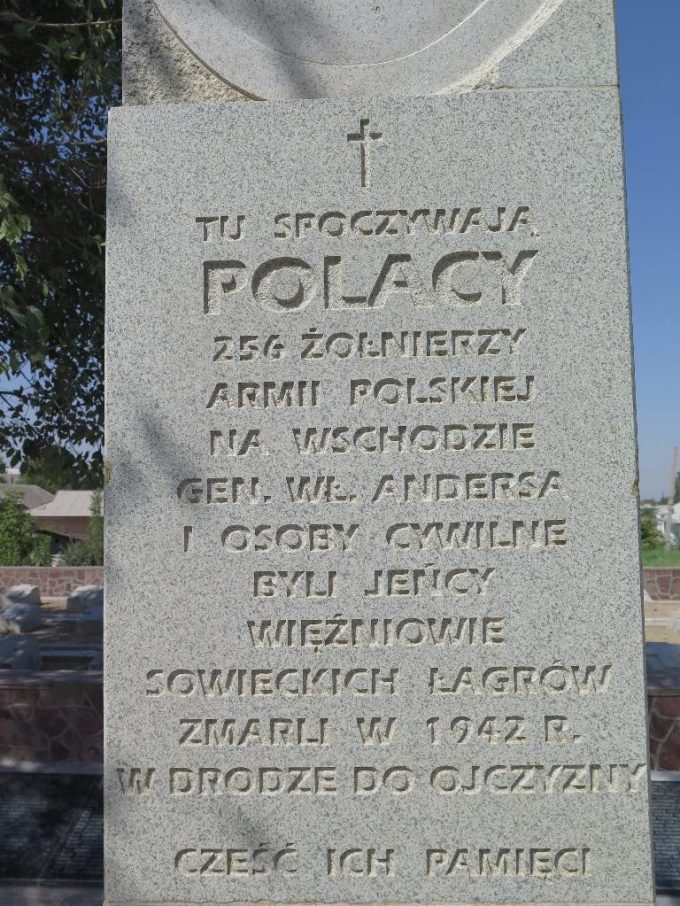 TU SPOCZYWAJĄ
POLACY
256 ŻOŁNIERZY
ARMII POLSKIEJ
NA WSCHODZIE
GEN. WŁ. ANDERSA
I OSOBY CYWILNE
BYLI JEŃCY
WIĘŹNIOWIE
SOWIECKICH ŁAGRÓW
ZMARLI W 1942 R.
W DRODZE DO OJCZYZNY
CZEŚĆ ICH PAMIĘCI